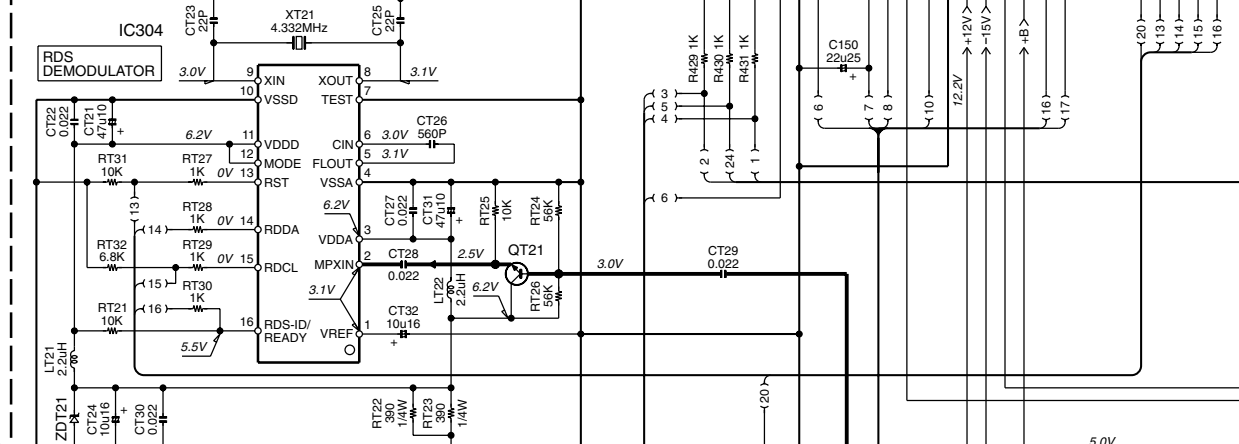 IC304
RDS
DEMODULATOR
CT23
22P
XT21
4.332MHz
CT25
22P
3.0V
9
XIN
XOUT
8
3.1V
10
VSSD
TEST
7
CT22
0.022
CT21
47u10
+
6.2V
11
VDDD
CIN
6
3.0V
CT26
560P
12
MODE
FLOUT
5
3.1V
RT31
10K
RT27
1K
0V
13
RST
VSSA
4
13
14
RT28
1K
0V
14
RDDA
6.2V
VDDA
3
CT27
0.022
CT31
47u10
+
RT25
10K
RT24
56K
RT32
6.8K
RT29
1K
0V
15
RDCL
MPXIN
2
CT28
0.022
2.5V
QT21
3.0V
CT29
0.022
15
RT30
1K
16
3.1V
LT22
2.2uH
6.2V
RT26
56K
RT21
10K
16
RDS-ID/
READY
VREF
1
CT32
10u16
+
5.5V
LT21
2.2uH
ZDT21
CT24
10u16
+
CT30
0.022
RT22
390
1/4W
RT23
390
1/4W
R429 1K
R430 1K
R431 1K
3
5
4
2
24
1
6
C150
22u25
+
6
7
8
10
12.2V
+12V
-15V
+B
16
17
20
13
14
15
16
20
5.0V